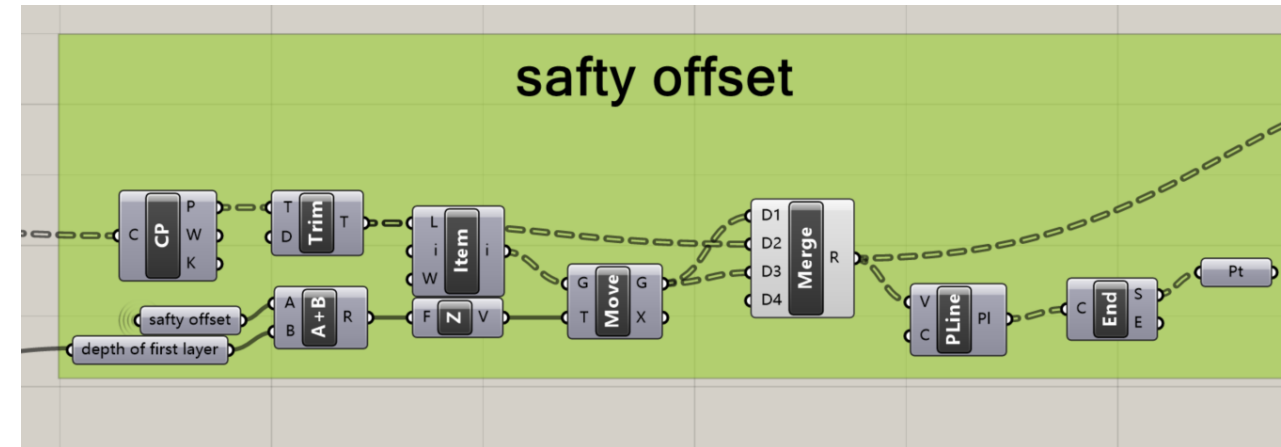 safty offset
C
CP
P
W
K
T
D
Trim
T
L
i
W
Item
i
safty offset
depth of first layer
A
B
A+B
R
F
Z
V
G
T
Move
G
X
D1
D2
D3
D4
Merge
R
V
C
PLine
Pl
C
End
S
E
Pt